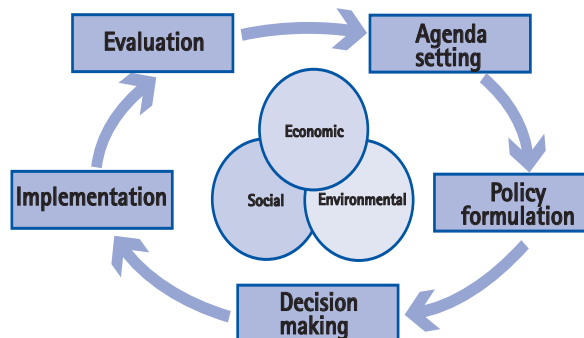 Evaluation
Agenda
setting
Economic
Implementation
Social
Environmental
Policy
formulation
Decision
making